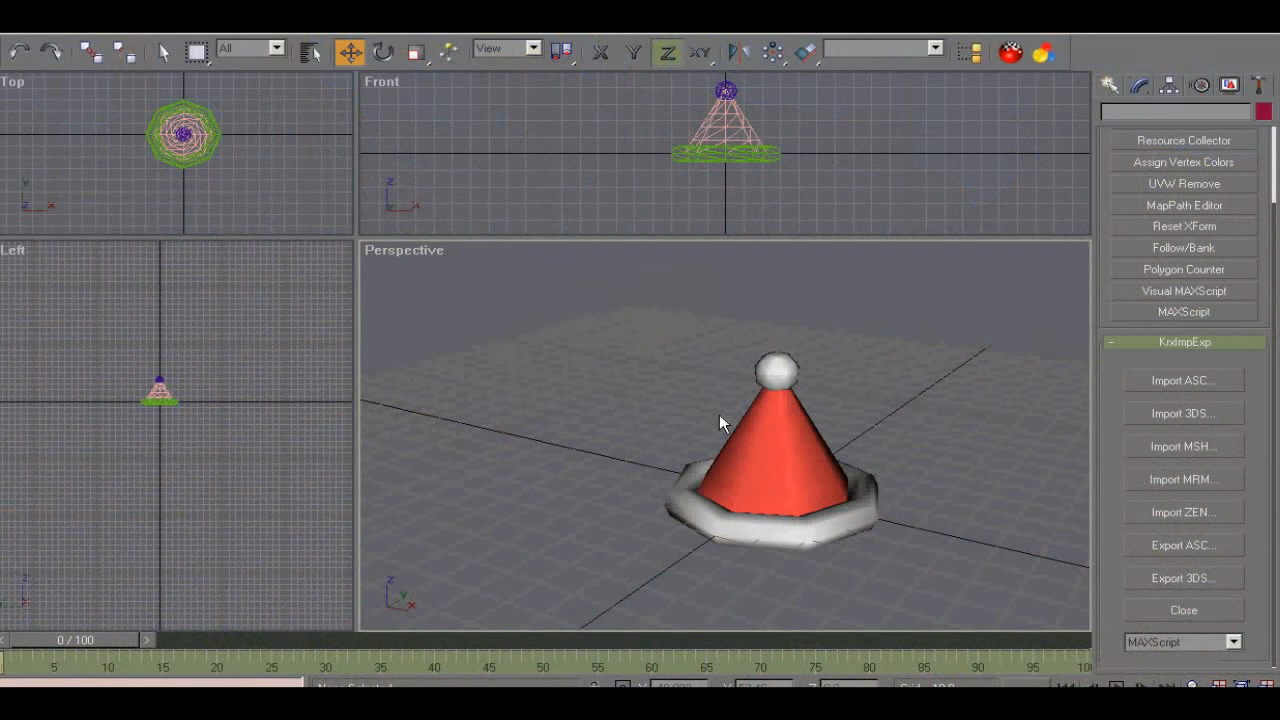 All
View
X
Y
Z
XY
Top
Front
Left
Perspective
Resource Collector
Assign Vertex Colors
UVW Remove
MapPath Editor
Reset XForm
Follow/Bank
Polygon Counter
Visual MAXScript
MAXScript
- KrxImpExp
Import ASC...
Import 3DS...
Import MSH...
Import MRM...
Import ZEN...
Export ASC...
Export 3DS...
Close
MAXScript
0 / 100
5 10 15 20 25 30 35 40 45 50 55 60 65 70 75 80 85 90 95 100